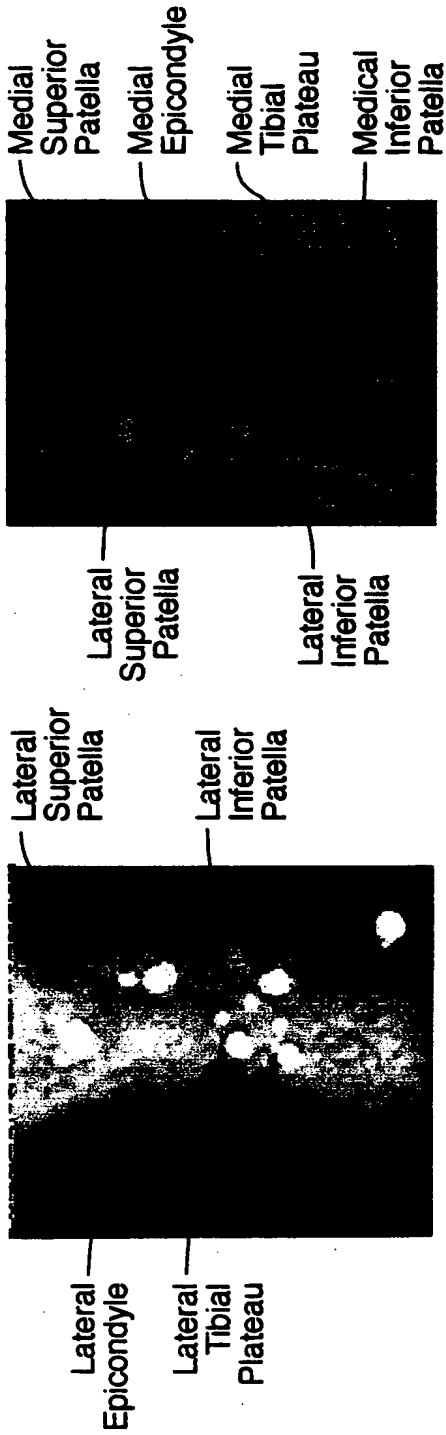 Medial
Superior
Patella
Medial
Epicondyle
Medial
Tibial
Plateau
Medical
Inferior
Patella
Lateral
Superior
Patella
Lateral
Inferior
Patella
Lateral
Superior
Patella
Lateral
Inferior
Patella
Lateral
Epicondyle
Lateral
Tibial
Plateau